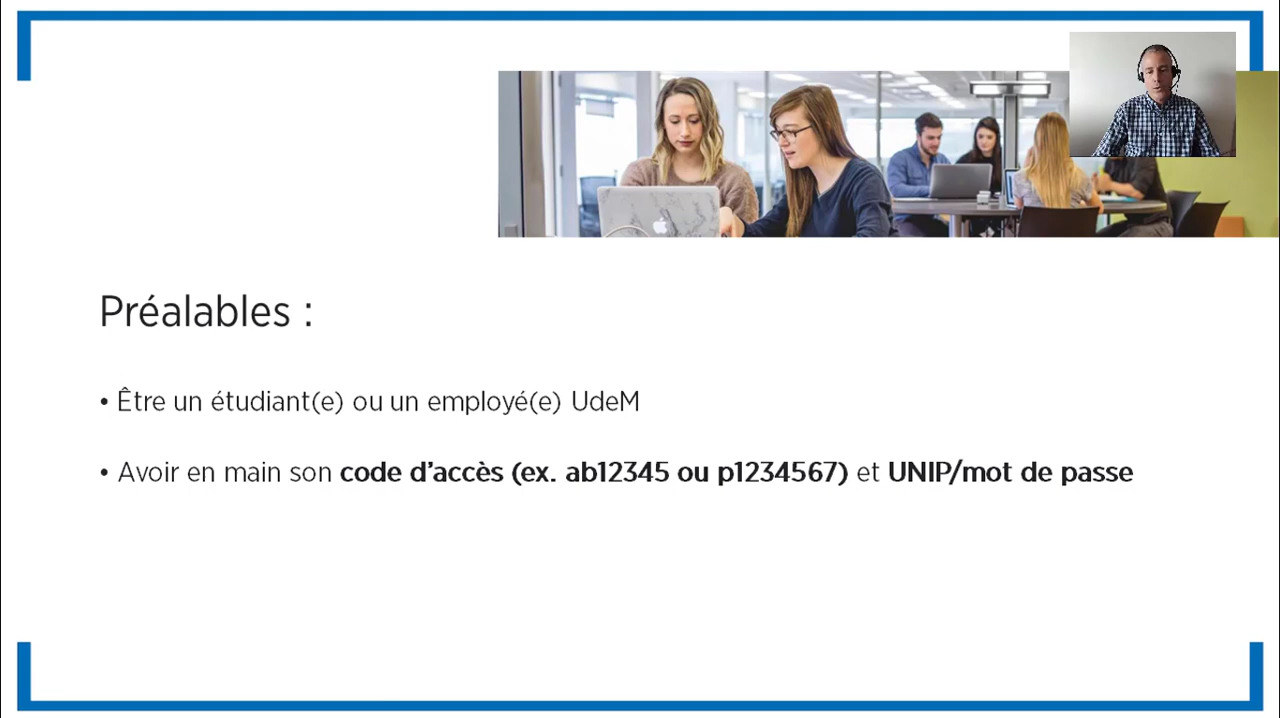 Préalables :
• Être un étudiant(e) ou un employé(e) UdeM
• Avoir en main son code d’accès (ex. ab12345 ou p1234567) et UNIP/mot de passe